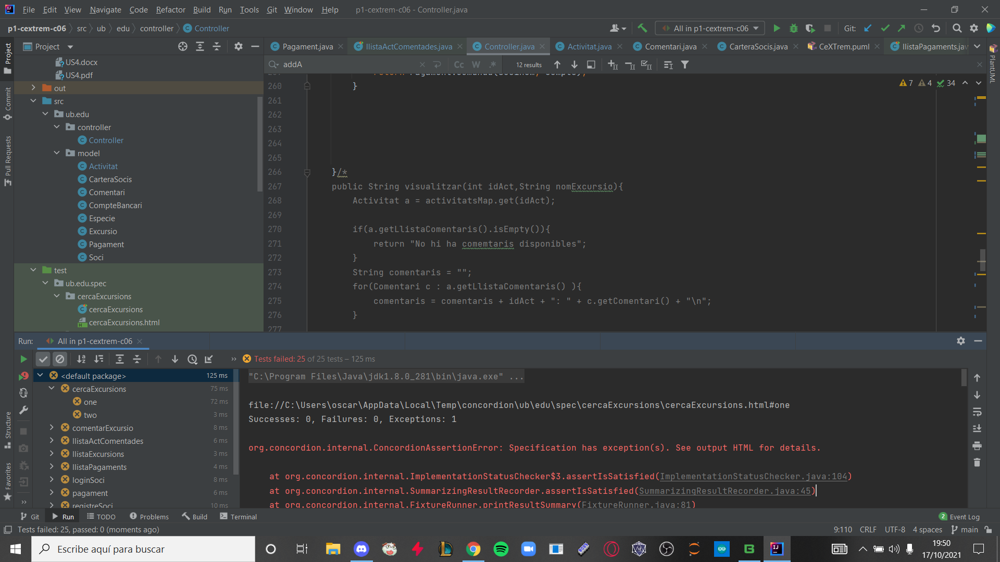 File Edit View Navigate Code Refactor Build Run Tools Git Window Help p1-cextrem-c06 - Controller.java
p1-cextrem-c06 src ub edu controller Controller All in p1-cextrem-c06 Git:
Project Pagament.java llistaActComentades.java Controller.java Activitat.java Comentari.java CarteraSocis.java CeXTrem.puml llistaPagaments.jav
addA Cc W .* 12 results
US4.docx
US4.pdf
out
src
ub.edu
controller
Controller
model
Activitat
CarteraSocis
Comentari
CompteBancari
Especie
Excursio
Pagament
Soci
test
ub.edu.spec
cercaExcursions
cercaExcursions
cercaExcursions.html
Project
Commit
Pull Requests
Structure
Favorites
PlantUML
7 4 34
260 }
261
262
263
264
265
266 }/*
267 public String visualitzar(int idAct,String nomExcursio){
268 Activitat a = activitatsMap.get(idAct);
269
270 if(a.getLlistaComentaris().isEmpty()){
271 return "No hi ha comemtaris disponibles";
272 }
273 String comentaris = "";
274 for(Comentari c : a.getLlistaComentaris() ){
275 comentaris = comentaris + idAct + ": " + c.getComentari() + "\n";
276 }
277
Run: All in p1-cextrem-c06
Tests failed: 25 of 25 tests – 125 ms
<default package> 125 ms
cercaExcursions 75 ms
one 72 ms
two 3 ms
comentarExcursio 8 ms
llistaActComentades 6 ms
llistaExcursions 3 ms
llistaPagaments 4 ms
loginSoci 8 ms
pagament 6 ms
registreSoci 10 ms
"C:\Program Files\Java\jdk1.8.0_281\bin\java.exe" ...
file://C:\Users\oscar\AppData\Local\Temp\concordion\ub\edu\spec\cercaExcursions\cercaExcursions.html#one
Successes: 0, Failures: 0, Exceptions: 1
org.concordion.internal.ConcordionAssertionError: Specification has exception(s). See output HTML for details.
at org.concordion.internal.ImplementationStatusChecker$3.assertIsSatisfied(ImplementationStatusChecker.java:104)
at org.concordion.internal.SummarizingResultRecorder.assertIsSatisfied(SummarizingResultRecorder.java:45)
at org.concordion.internal.FixtureRunner.printResultSummary(FixtureRunner.java:81)
Git Run TODO Problems Build Terminal 2 Event Log
Tests failed: 25, passed: 0 (moments ago) 9:110 CRLF UTF-8 4 spaces main
Escribe aquí para buscar
19:50
17/10/2021